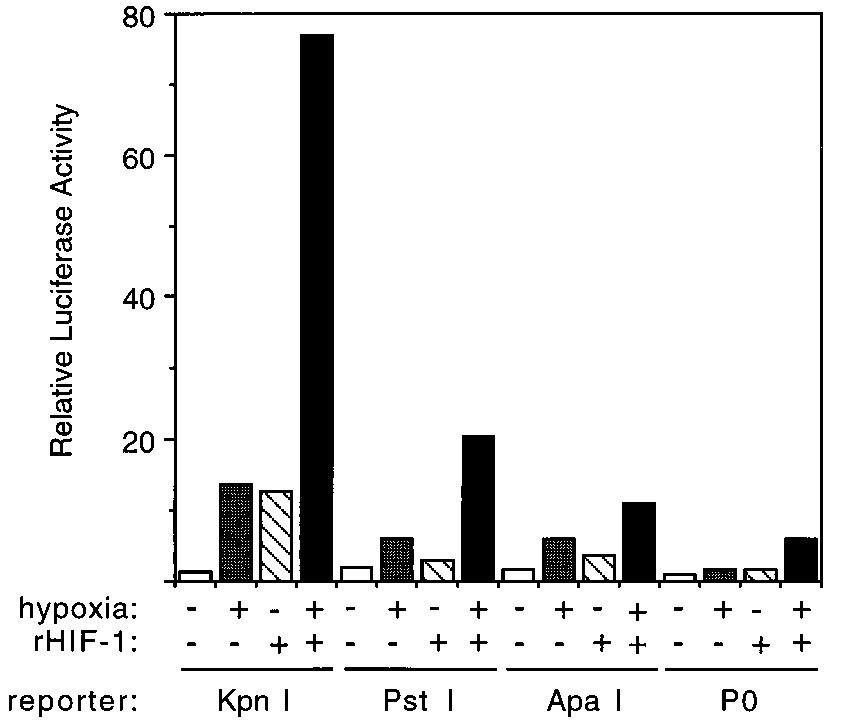 80
60
40
20
Relative Luciferase Activity
hypoxia: - + - + - + - + - + - + - + - +
rHIF-1: - - + + - - + + - - + + - - + +
reporter: Kpn I Pst I Apa I P0